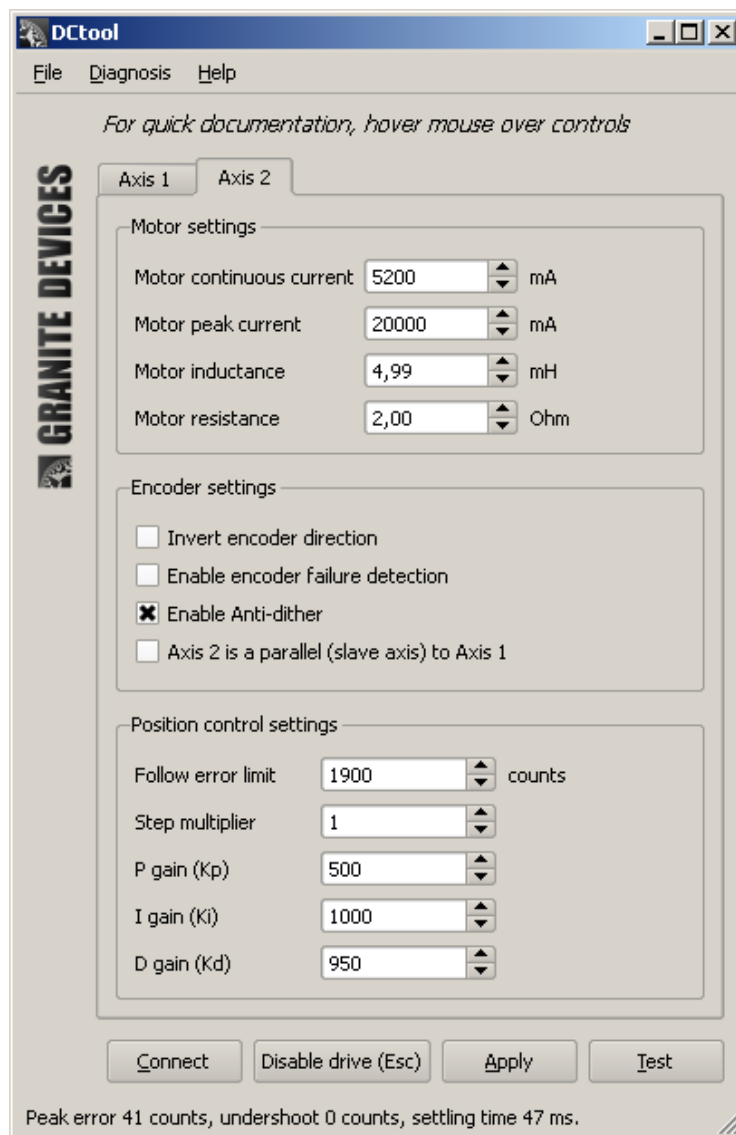 DCtool
File Diagnosis Help
For quick documentation, hover mouse over controls
GRANITE DEVICES
Axis 1 Axis 2
Motor settings
Motor continuous current 5200 mA
Motor peak current 20000 mA
Motor inductance 4,99 mH
Motor resistance 2,00 Ohm
Encoder settings
Invert encoder direction
Enable encoder failure detection
Enable Anti-dither
Axis 2 is a parallel (slave axis) to Axis 1
Position control settings
Follow error limit 1900 counts
Step multiplier 1
P gain (Kp) 500
I gain (Ki) 1000
D gain (Kd) 950
Connect Disable drive (Esc) Apply Test
Peak error 41 counts, undershoot 0 counts, settling time 47 ms.